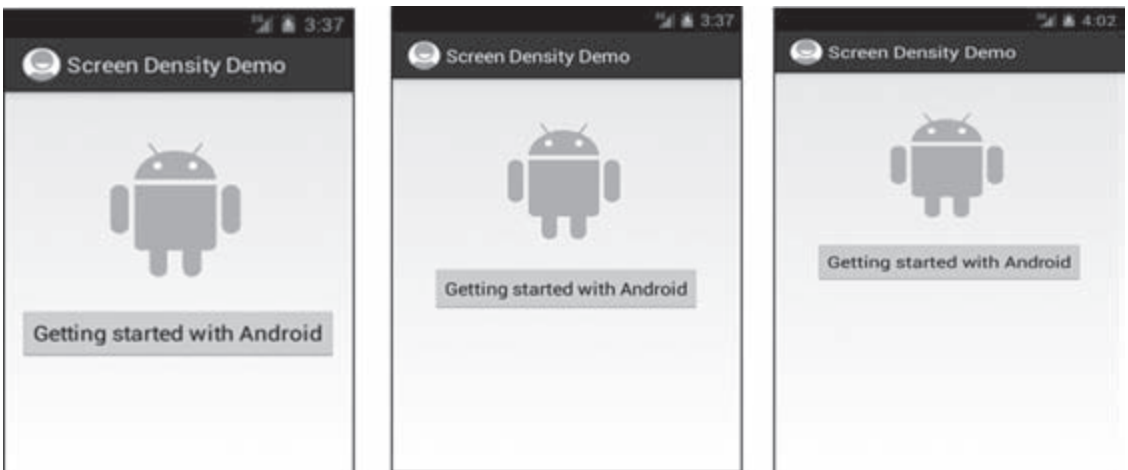 3:37
Screen Density Demo
Getting started with Android
3:37
Screen Density Demo
Getting started with Android
4:02
Screen Density Demo
Getting started with Android